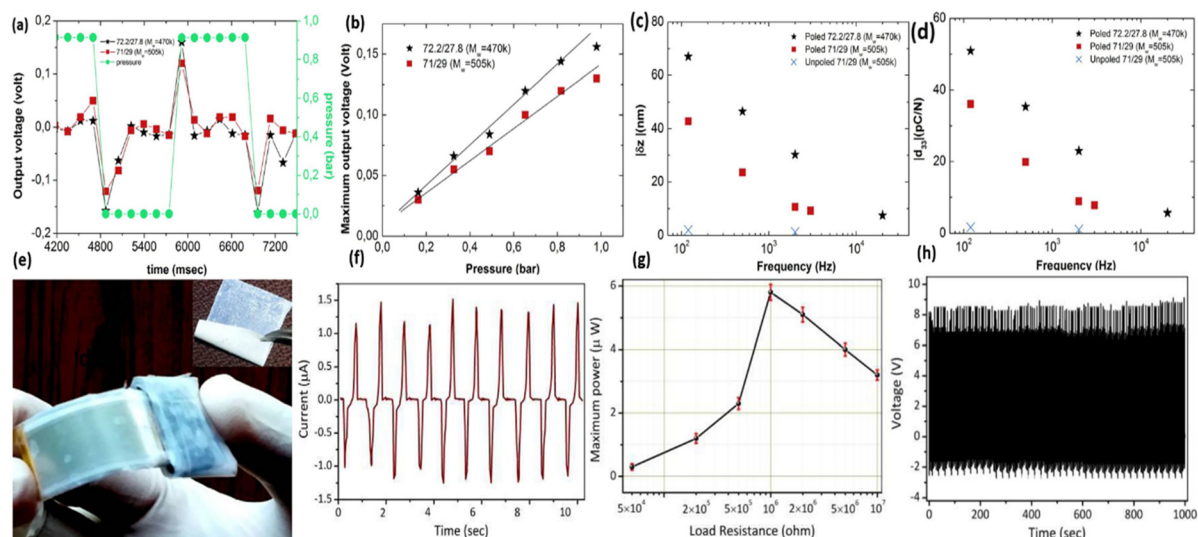 (a)
0,2
0,1
0,0
-0,1
-0,2
Output voltage (volt)
72.2/27.8 (Mw=470k)
71/29 (Mw=505k)
pressure
1,0
0,8
0,6
0,4
0,2
0,0
pressure (bar)
4200 4800 5400 6000 6600 7200
time (msec)
(b)
0,15
0,10
0,05
0,00
Maximum output voltage (Volt)
72.2/27.8 (Mw=470k)
71/29 (Mw=505k)
0,0 0,2 0,4 0,6 0,8 1,0
Pressure (bar)
(c)
80
60
40
20
0
|δz |(nm)
Poled 72.2/27.8 (Mw=470k)
Poled 71/29 (Mw=505k)
Unpoled 71/29 (Mw=505k)
10² 10³ 10⁴
Frequency (Hz)
(d)
60
40
20
0
|d33|(pC/N)
Poled 72.2/27.8 (Mw=470k)
Poled 71/29 (Mw=505k)
Unpoled 71/29 (Mw=505k)
10² 10³ 10⁴
Frequency (Hz)
(e)
(f)
1.5
1.0
0.5
0.0
-0.5
-1.0
-1.5
Current (μA)
0 2 4 6 8 10
Time (sec)
(g)
6
4
2
0
Maximum power (μ W)
5×10⁴ 2×10⁵ 5×10⁵ 10⁶ 2×10⁶ 5×10⁶ 10⁷
Load Resistance (ohm)
(h)
10
8
6
4
2
0
-2
-4
Voltage (V)
0 200 400 600 800 1000
Time (sec)